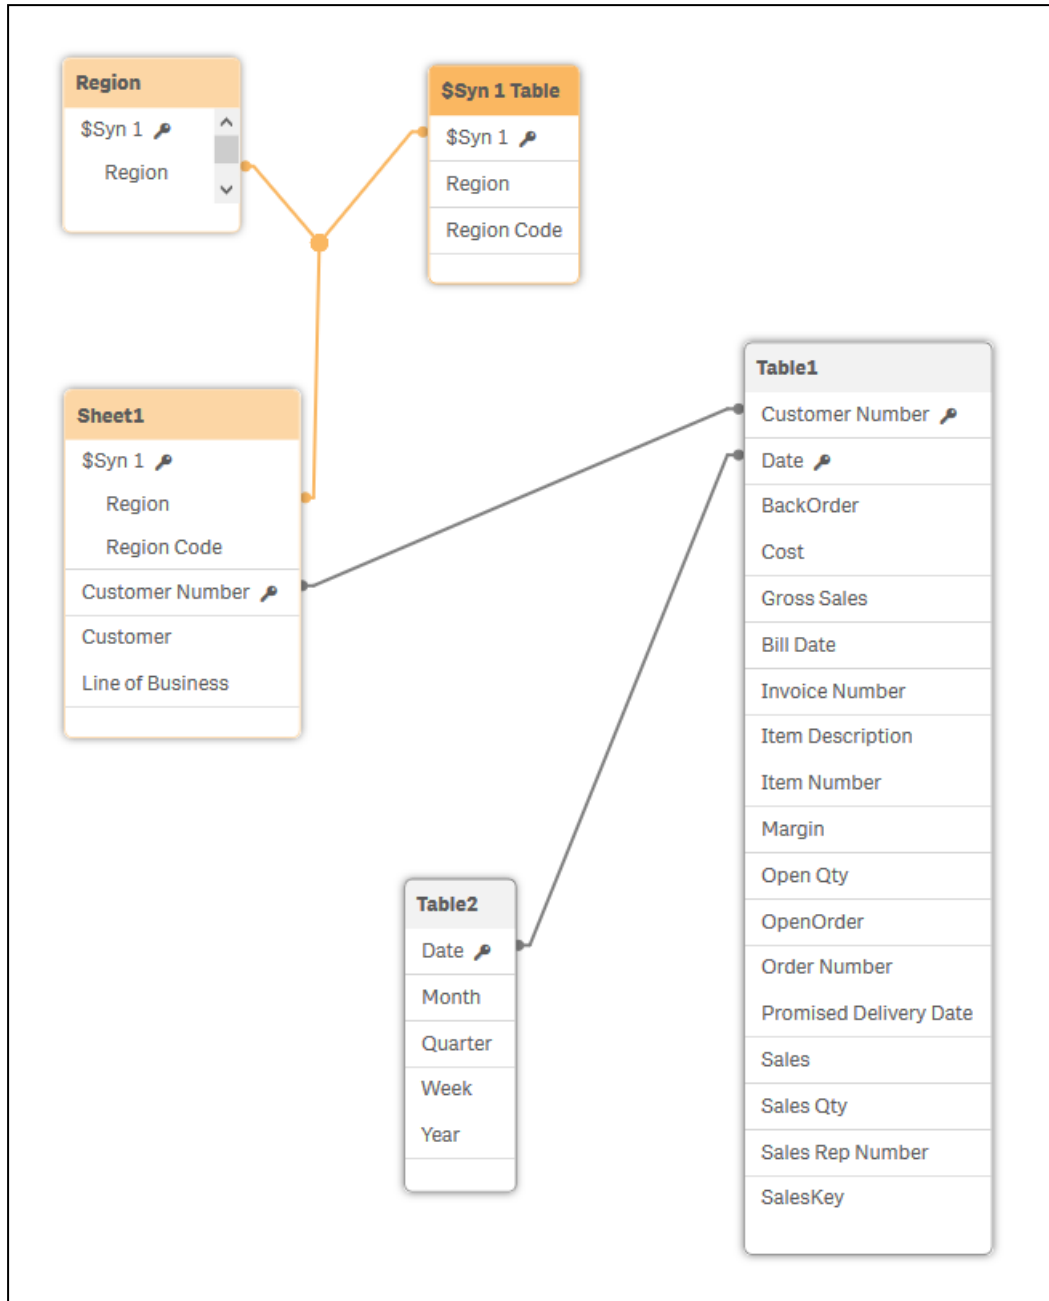 Region
$Syn 1
Region
$Syn 1 Table
$Syn 1
Region
Region Code
Sheet1
$Syn 1
Region
Region Code
Customer Number
Customer
Line of Business
Table1
Customer Number
Date
BackOrder
Cost
Gross Sales
Bill Date
Invoice Number
Item Description
Item Number
Margin
Open Qty
OpenOrder
Order Number
Promised Delivery Date
Sales
Sales Qty
Sales Rep Number
SalesKey
Table2
Date
Month
Quarter
Week
Year